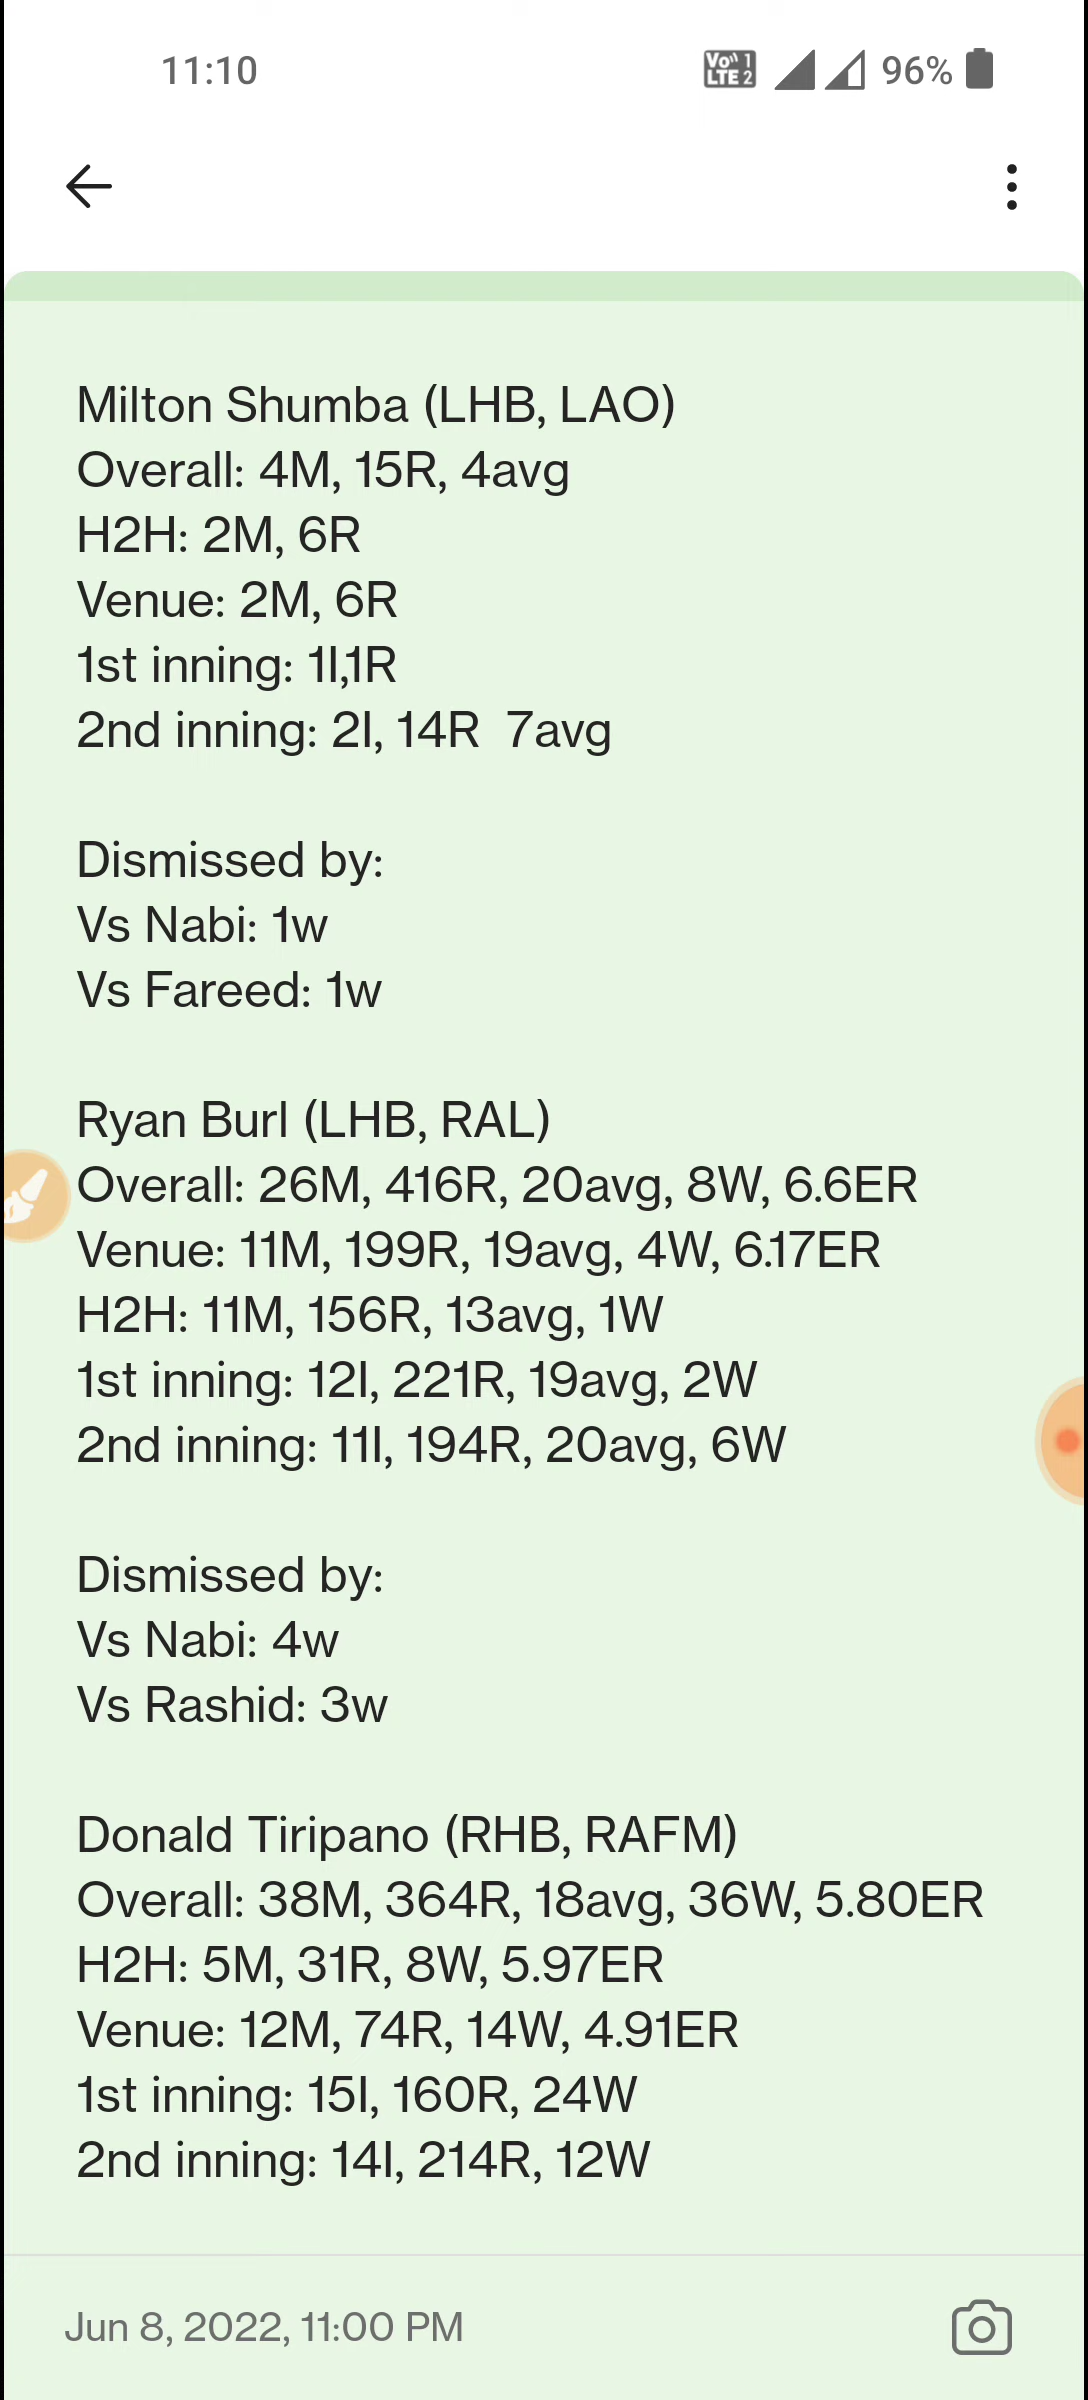 11:10
Vo 1
LTE 2
96%
Milton Shumba (LHB, LAO)
Overall: 4M, 15R, 4avg
H2H: 2M, 6R
Venue: 2M, 6R
1st inning: 1I,1R
2nd inning: 2I, 14R  7avg
Dismissed by:
Vs Nabi: 1w
Vs Fareed: 1w
Ryan Burl (LHB, RAL)
Overall: 26M, 416R, 20avg, 8W, 6.6ER
Venue: 11M, 199R, 19avg, 4W, 6.17ER
H2H: 11M, 156R, 13avg, 1W
1st inning: 12I, 221R, 19avg, 2W
2nd inning: 11I, 194R, 20avg, 6W
Dismissed by:
Vs Nabi: 4w
Vs Rashid: 3w
Donald Tiripano (RHB, RAFM)
Overall: 38M, 364R, 18avg, 36W, 5.80ER
H2H: 5M, 31R, 8W, 5.97ER
Venue: 12M, 74R, 14W, 4.91ER
1st inning: 15I, 160R, 24W
2nd inning: 14I, 214R, 12W
Jun 8, 2022, 11:00 PM